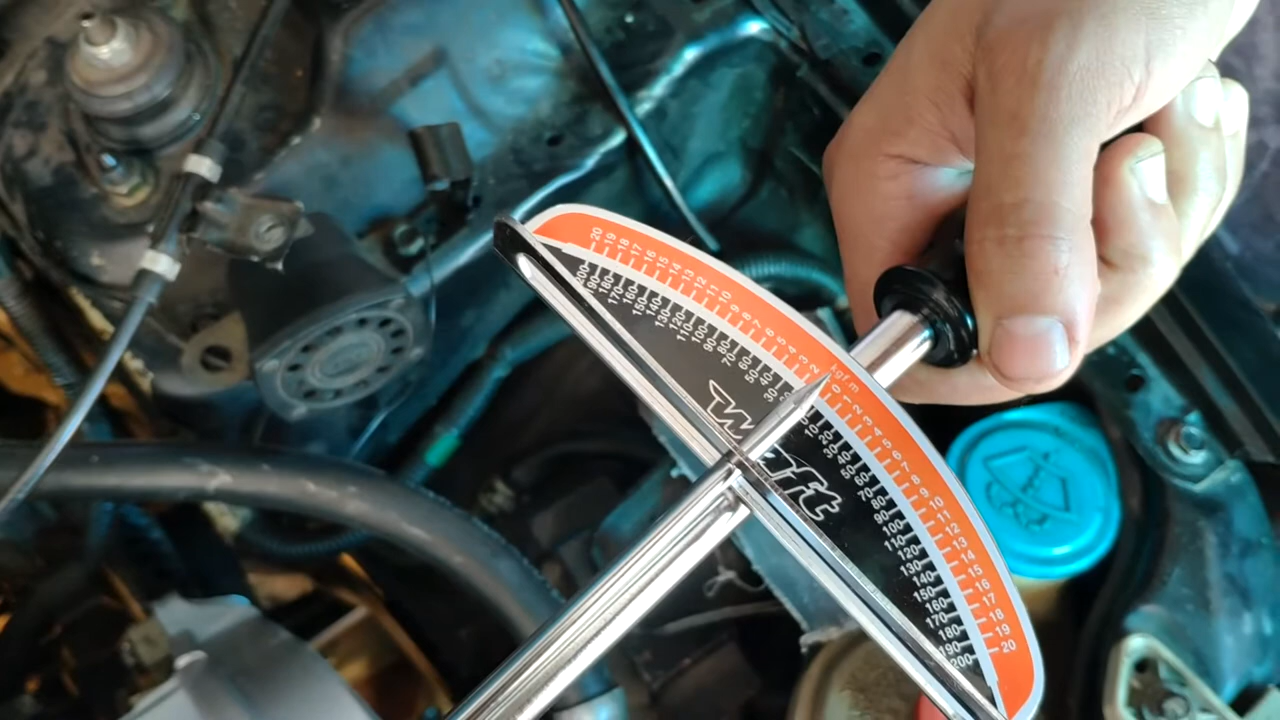 20 19 18 17 16 15 14 13 12 11 10 9 8 7 6 5 4 3 2 kgf.m 0 1 2 3 4 5 6 7 8 9 10 11 12 13 14 15 16 17 18 19 20
200 190 180 170 160 150 140 130 120 110 100 90 80 70 60 50 40 30 10 20 30 40 50 60 70 80 90 100 110 120 130 140 150 160 170 180 190 200
aft